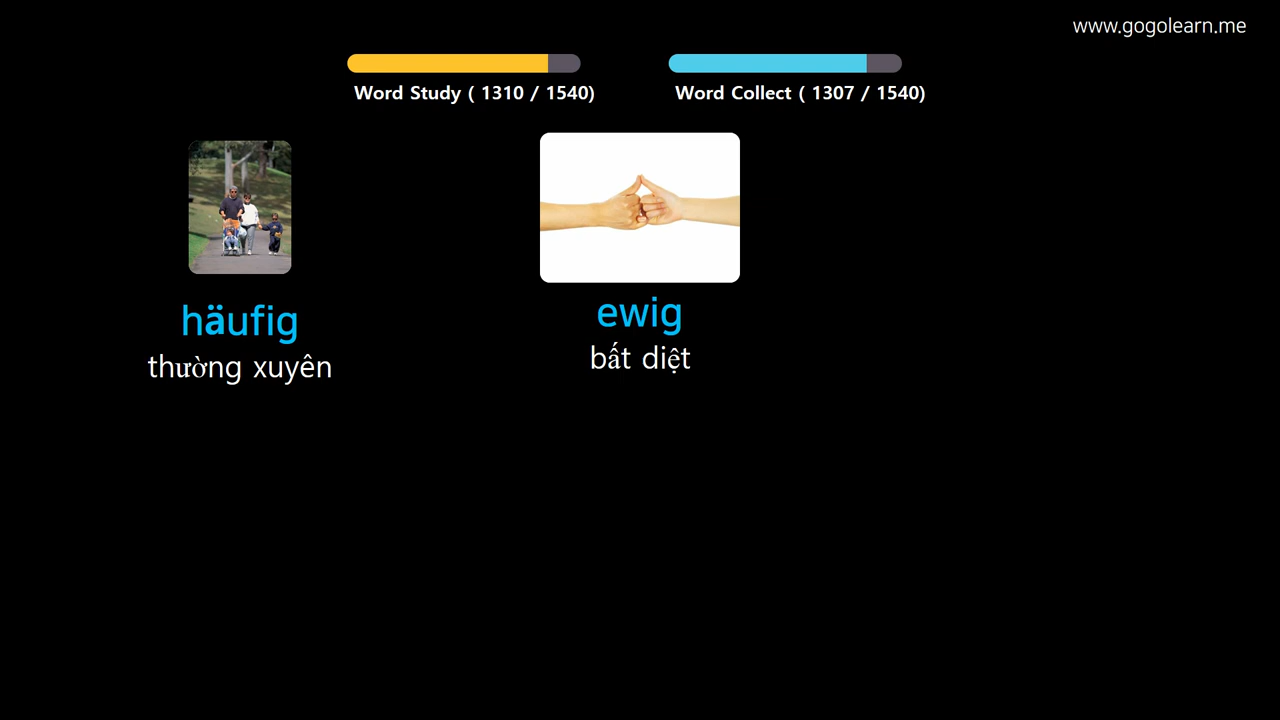 www.gogolearn.me
Word Study ( 1310 / 1540)
Word Collect ( 1307 / 1540)
häufig
thường xuyên
ewig
bất diệt